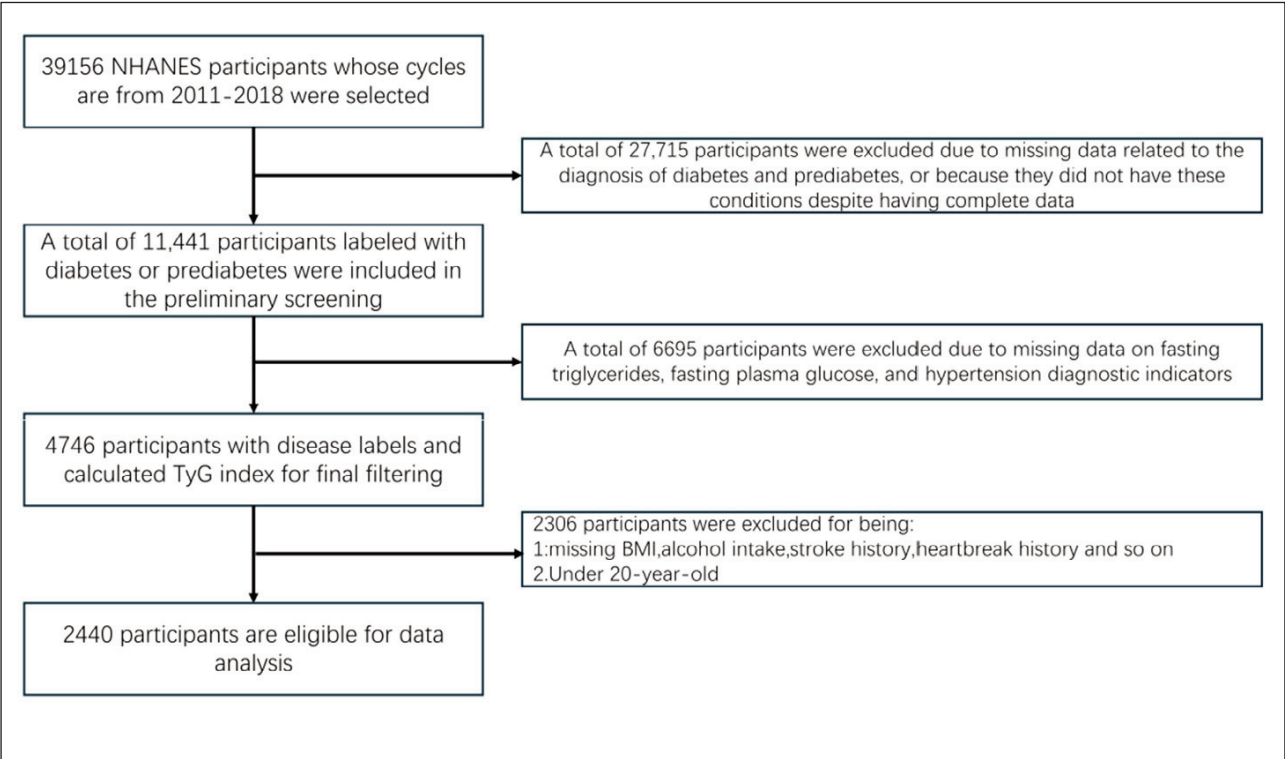 39156 NHANES participants whose cycles
are from 2011-2018 were selected
A total of 27,715 participants were excluded due to missing data related to the
diagnosis of diabetes and prediabetes, or because they did not have these
conditions despite having complete data
A total of 11,441 participants labeled with
diabetes or prediabetes were included in
the preliminary screening
A total of 6695 participants were excluded due to missing data on fasting
triglycerides, fasting plasma glucose, and hypertension diagnostic indicators
4746 participants with disease labels and
calculated TyG index for final filtering
2306 participants were excluded for being:
1:missing BMI,alcohol intake,stroke history,heartbreak history and so on
2.Under 20-year-old
2440 participants are eligible for data
analysis